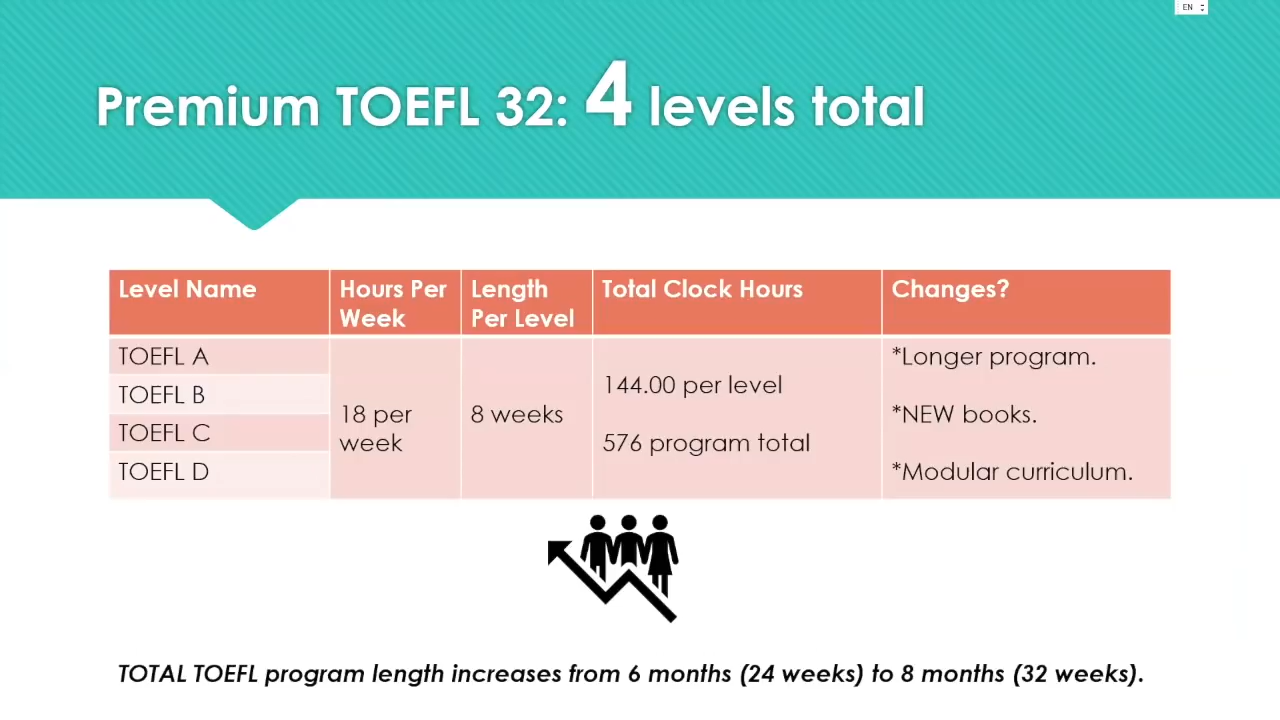 EN
Premium TOEFL 32: 4 levels total
Level Name
Hours Per
Week
Length
Per Level
Total Clock Hours
Changes?
TOEFL A
TOEFL B
TOEFL C
TOEFL D
18 per
week
8 weeks
144.00 per level
576 program total
*Longer program.
*NEW books.
*Modular curriculum.
TOTAL TOEFL program length increases from 6 months (24 weeks) to 8 months (32 weeks).